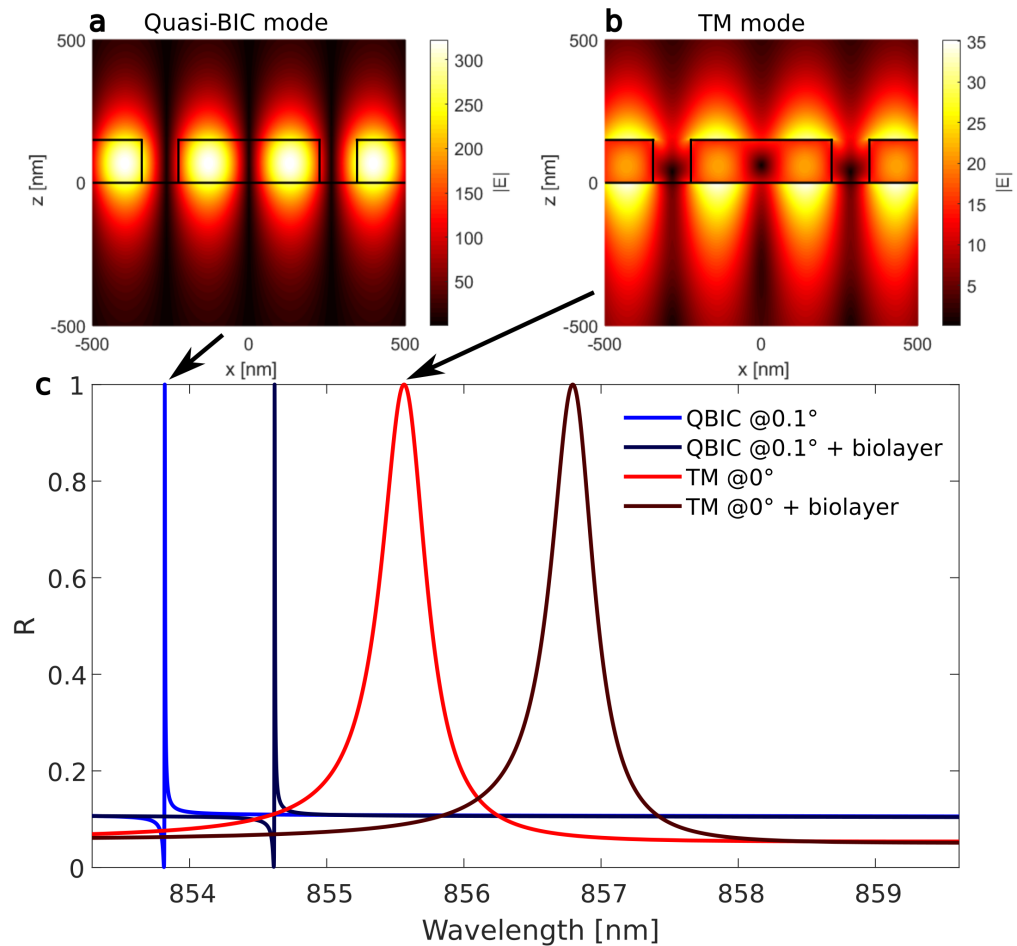 a
Quasi-BIC mode
500
0
-500
z [nm]
-500
0
500
x [nm]
300
250
200
150
100
50
|E|
b
TM mode
500
0
-500
z [nm]
-500
0
500
x [nm]
35
30
25
20
15
10
5
|E|
c
1
0.8
0.6
0.4
0.2
0
R
QBIC @0.1°
QBIC @0.1° + biolayer
TM @0°
TM @0° + biolayer
854
855
856
857
858
859
Wavelength [nm]